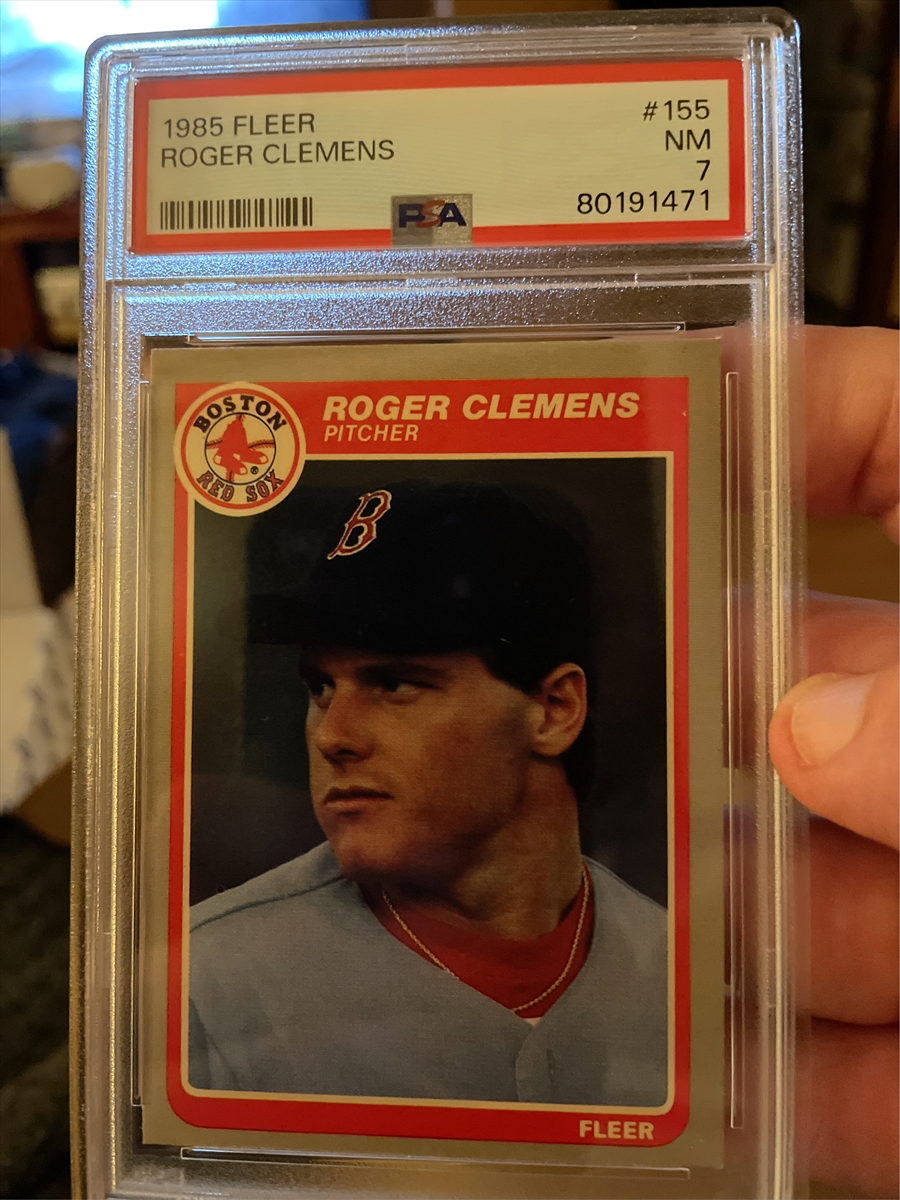 1985 FLEER
#155
ROGER CLEMENS
NM
7
PSA
80191471
BOSTON
RED SOX
®
ROGER CLEMENS
PITCHER
B
FLEER